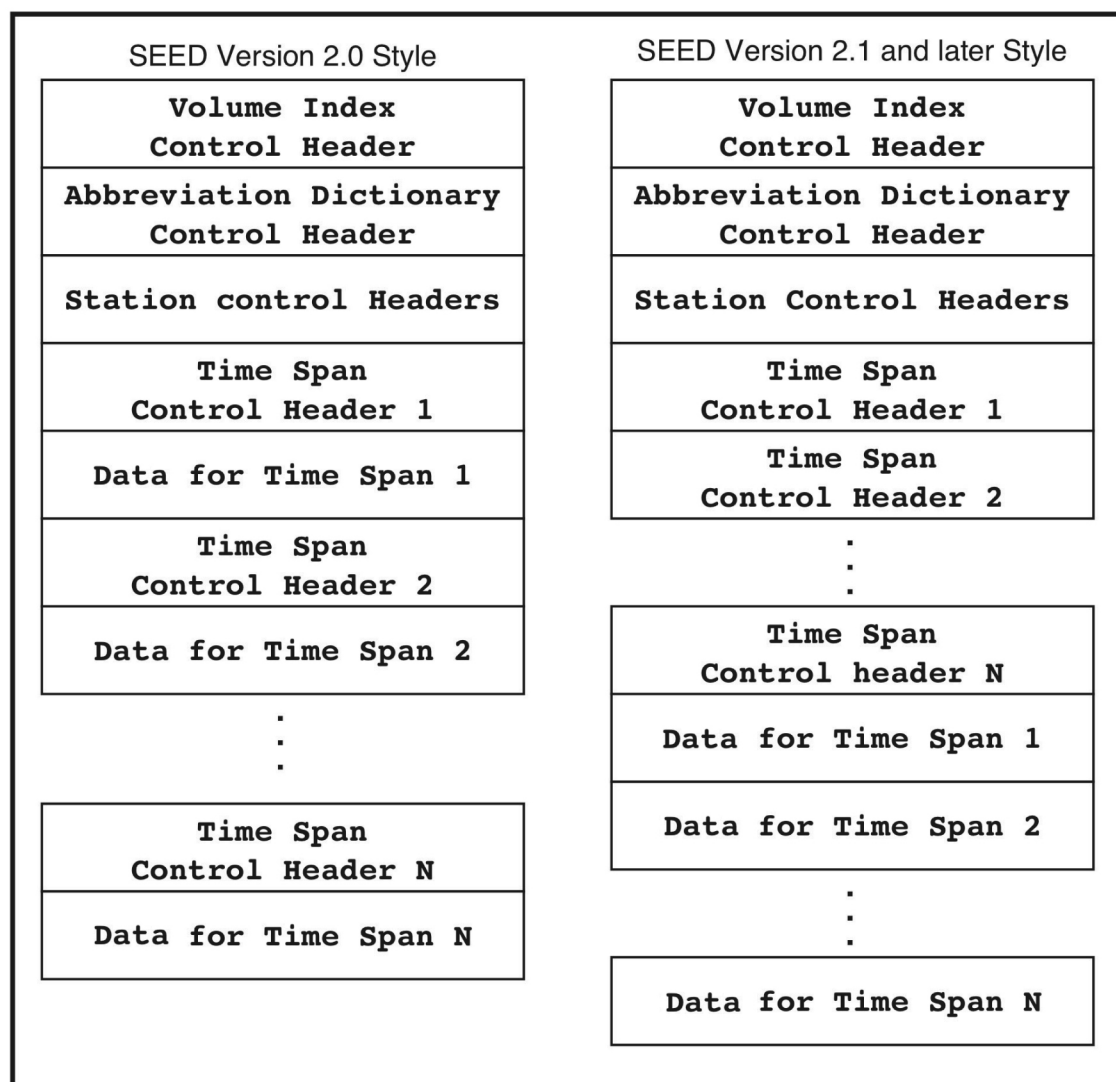 SEED Version 2.0 Style
Volume Index
Control Header
Abbreviation Dictionary
Control Header
Station control Headers
Time Span
Control Header 1
Data for Time Span 1
Time Span
Control Header 2
Data for Time Span 2
.
.
.
Time Span
Control Header N
Data for Time Span N
SEED Version 2.1 and later Style
Volume Index
Control Header
Abbreviation Dictionary
Control Header
Station Control Headers
Time Span
Control Header 1
Time Span
Control Header 2
.
.
.
Time Span
Control header N
Data for Time Span 1
Data for Time Span 2
.
.
.
Data for Time Span N